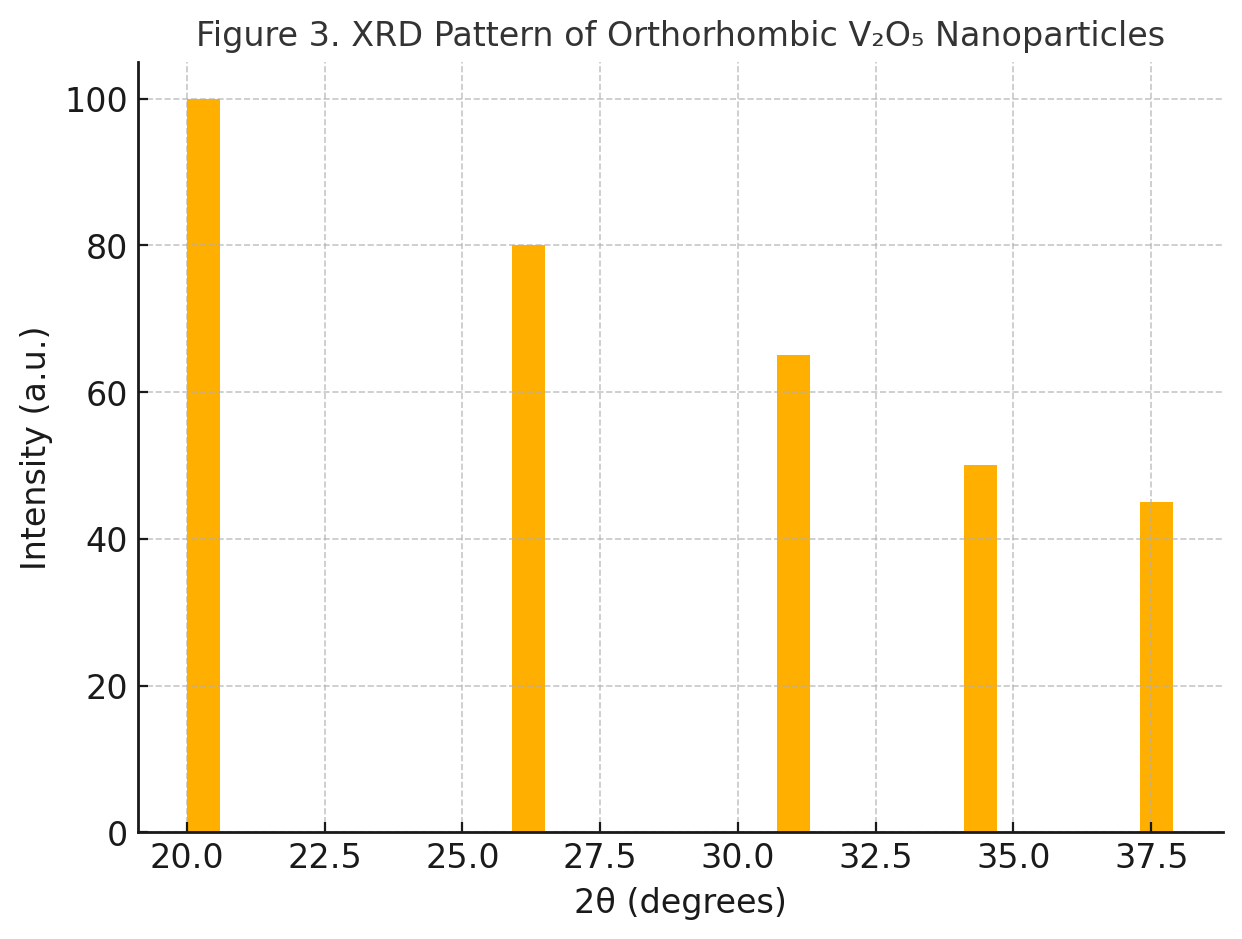 Figure 3. XRD Pattern of Orthorhombic V₂O₅ Nanoparticles
100
80
60
40
20
0
Intensity (a.u.)
20.0 22.5 25.0 27.5 30.0 32.5 35.0 37.5
2θ (degrees)